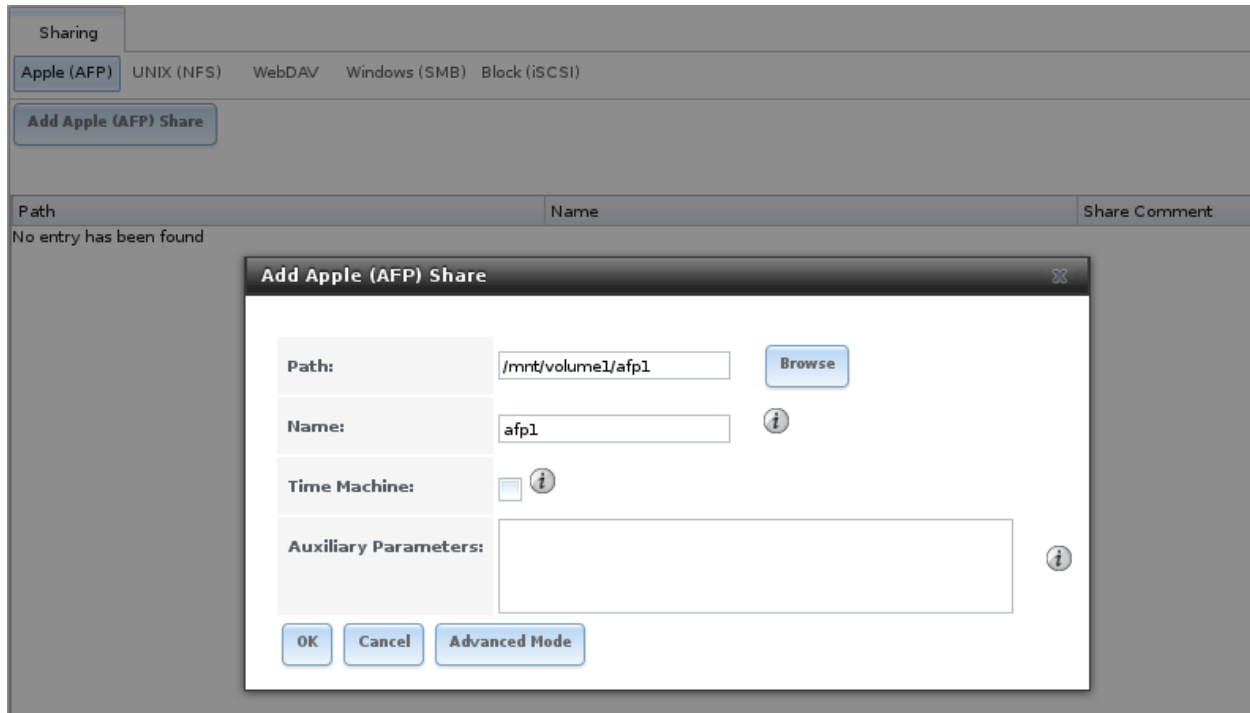 Sharing
Apple (AFP) UNIX (NFS) WebDAV Windows (SMB) Block (iSCSI)
Add Apple (AFP) Share
Path Name Share Comment
No entry has been found
Add Apple (AFP) Share
Path: /mnt/volume1/afp1 Browse
Name: afp1
Time Machine:
Auxiliary Parameters:
OK Cancel Advanced Mode